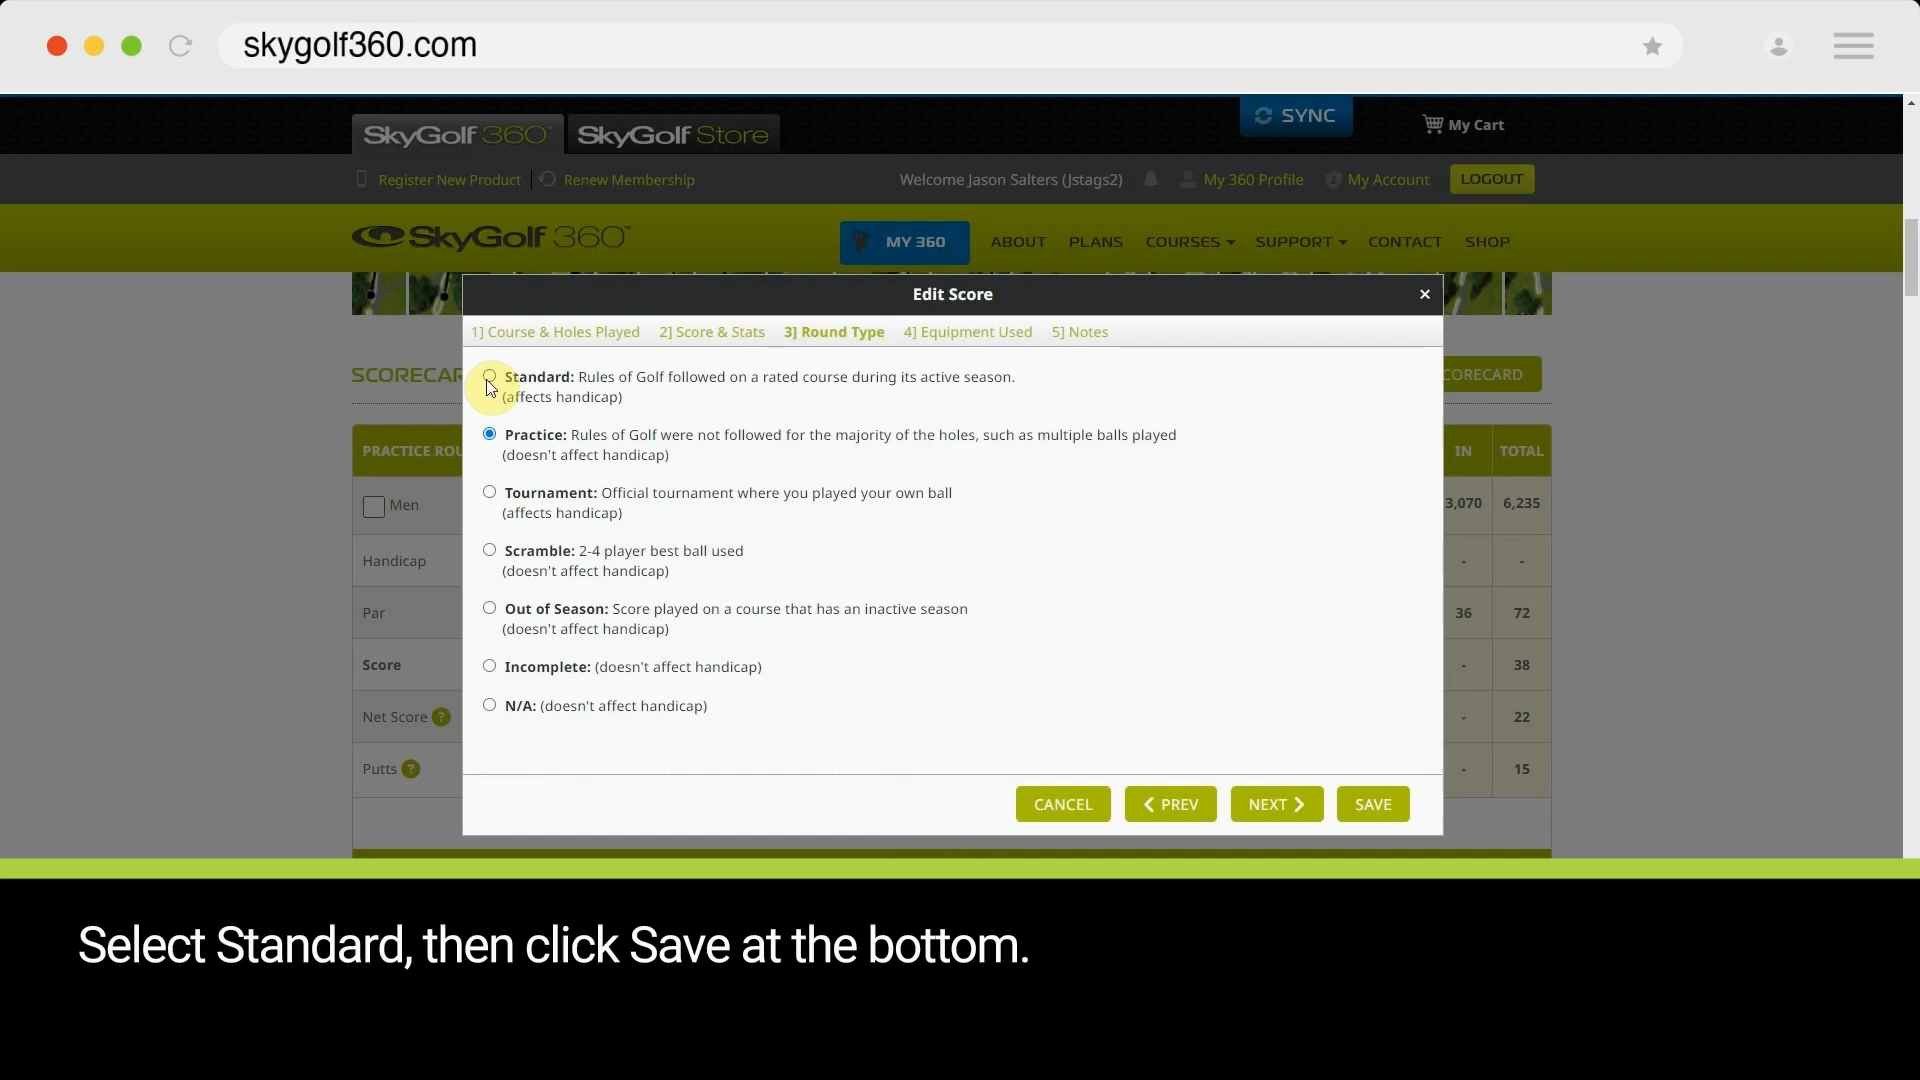 skygolf360.com
SkyGolf 360™ SkyGolf Store
SYNC
My Cart
Register New Product
Renew Membership
Welcome Jason Salters (Jstags2)
My 360 Profile
My Account
LOGOUT
SkyGolf 360™
MY 360 ABOUT PLANS COURSES SUPPORT CONTACT SHOP
Edit Score ×
1] Course & Holes Played 2] Score & Stats 3] Round Type 4] Equipment Used 5] Notes
Standard: Rules of Golf followed on a rated course during its active season.
(affects handicap)
Practice: Rules of Golf were not followed for the majority of the holes, such as multiple balls played
(doesn't affect handicap)
Tournament: Official tournament where you played your own ball
(affects handicap)
Scramble: 2-4 player best ball used
(doesn't affect handicap)
Out of Season: Score played on a course that has an inactive season
(doesn't affect handicap)
Incomplete: (doesn't affect handicap)
N/A: (doesn't affect handicap)
CANCEL PREV NEXT SAVE
SCORECAR
CORECARD
PRACTICE ROU IN TOTAL
Men 3,070 6,235
Handicap - -
Par 36 72
Score - 38
Net Score ? - 22
Putts ? - 15
Select Standard, then click Save at the bottom.